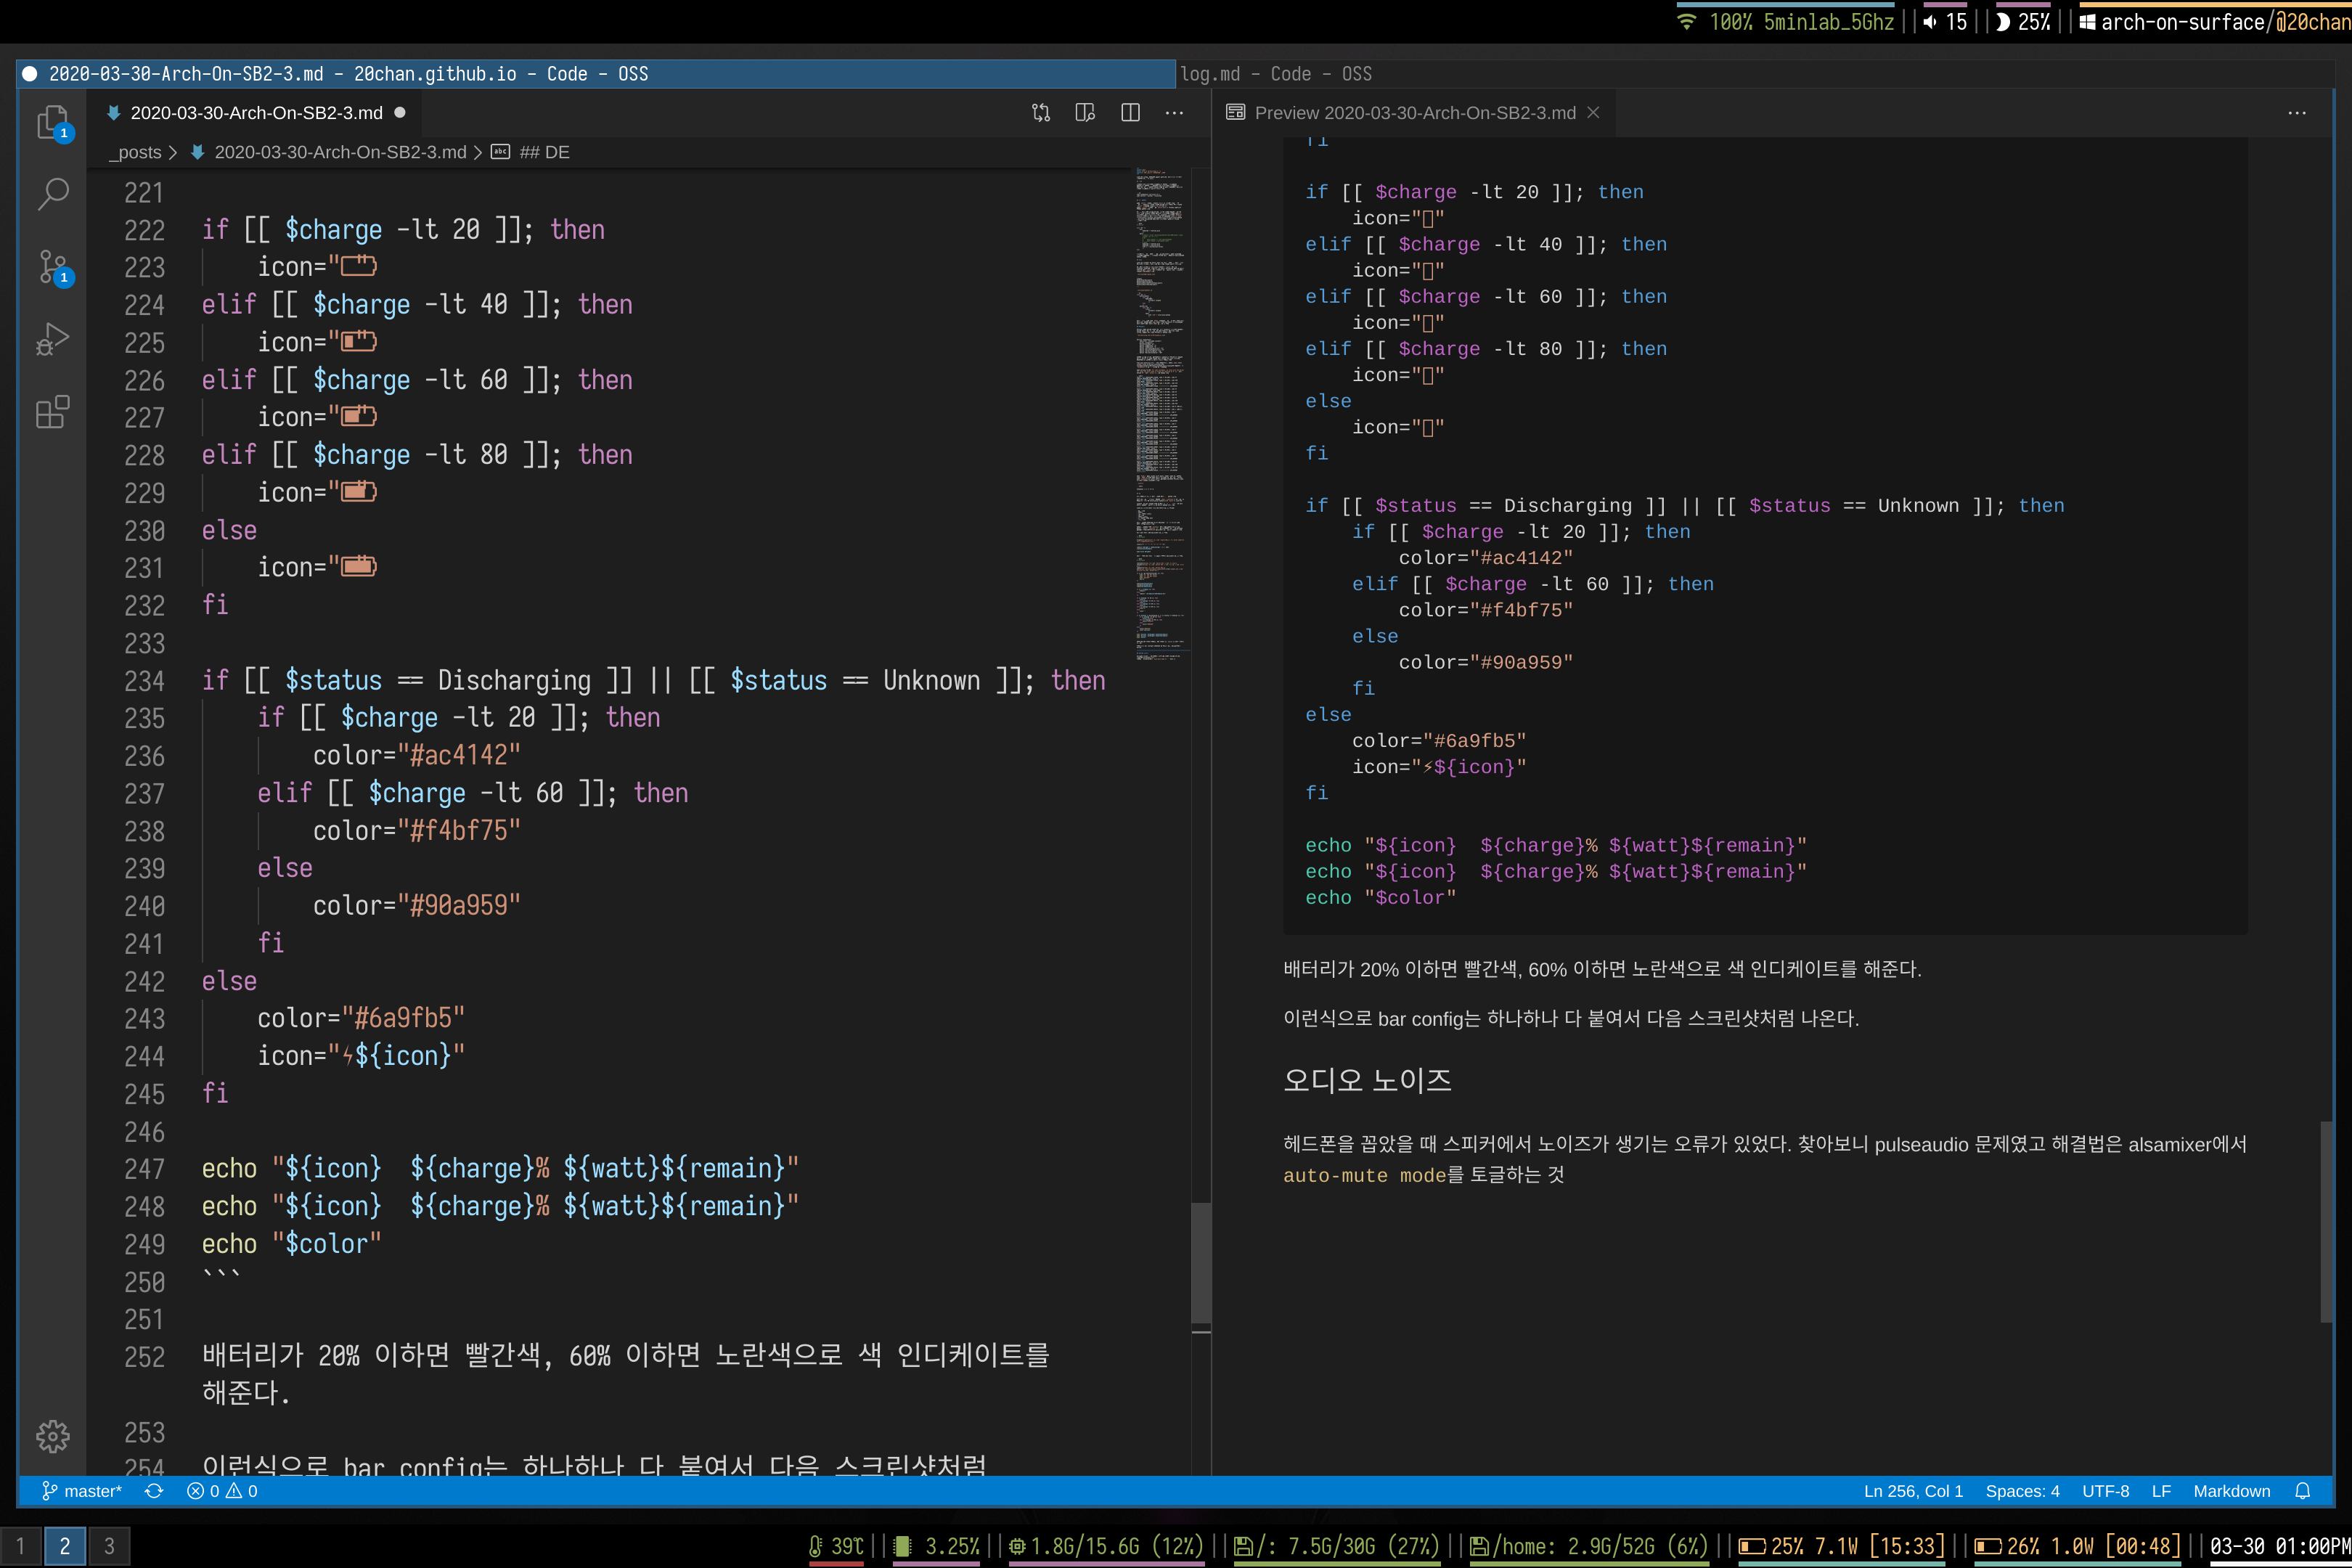 100% 5minlab_5Ghz || 15 || 25% || arch-on-surface/@20chan
2020-03-30-Arch-On-SB2-3.md - 20chan.github.io - Code - OSS
log.md - Code - OSS
2020-03-30-Arch-On-SB2-3.md
_posts > 2020-03-30-Arch-On-SB2-3.md > ## DE
1
1
221
222 if [[ $charge -lt 20 ]]; then
223 icon="
224 elif [[ $charge -lt 40 ]]; then
225 icon="
226 elif [[ $charge -lt 60 ]]; then
227 icon="
228 elif [[ $charge -lt 80 ]]; then
229 icon="
230 else
231 icon="
232 fi
233
234 if [[ $status == Discharging ]] || [[ $status == Unknown ]]; then
235 if [[ $charge -lt 20 ]]; then
236 color="#ac4142"
237 elif [[ $charge -lt 60 ]]; then
238 color="#f4bf75"
239 else
240 color="#90a959"
241 fi
242 else
243 color="#6a9fb5"
244 icon="⚡${icon}"
245 fi
246
247 echo "${icon}  ${charge}% ${watt}${remain}"
248 echo "${icon}  ${charge}% ${watt}${remain}"
249 echo "$color"
250 ```
251
252 배터리가 20% 이하면 빨간색, 60% 이하면 노란색으로 색 인디케이트를
해준다.
253
254 이런식으로 bar config는 하나하나 다 붙여서 다음 스크린샷처럼
Preview 2020-03-30-Arch-On-SB2-3.md
fi
if [[ $charge -lt 20 ]]; then
icon=""
elif [[ $charge -lt 40 ]]; then
icon=""
elif [[ $charge -lt 60 ]]; then
icon=""
elif [[ $charge -lt 80 ]]; then
icon=""
else
icon=""
fi
if [[ $status == Discharging ]] || [[ $status == Unknown ]]; then
if [[ $charge -lt 20 ]]; then
color="#ac4142"
elif [[ $charge -lt 60 ]]; then
color="#f4bf75"
else
color="#90a959"
fi
else
color="#6a9fb5"
icon="⚡${icon}"
fi
echo "${icon}  ${charge}% ${watt}${remain}"
echo "${icon}  ${charge}% ${watt}${remain}"
echo "$color"
배터리가 20% 이하면 빨간색, 60% 이하면 노란색으로 색 인디케이트를 해준다.
이런식으로 bar config는 하나하나 다 붙여서 다음 스크린샷처럼 나온다.
오디오 노이즈
헤드폰을 꼽았을 때 스피커에서 노이즈가 생기는 오류가 있었다. 찾아보니 pulseaudio 문제였고 해결법은 alsamixer에서
auto-mute mode를 토글하는 것
master* 0 0 Ln 256, Col 1 Spaces: 4 UTF-8 LF Markdown
1 2 3 39℃ || 3.25% || 1.8G/15.6G (12%) || /: 7.5G/30G (27%) || /home: 2.9G/52G (6%) || 25% 7.1W [15:33] || 26% 1.0W [00:48] || 03-30 01:00PM